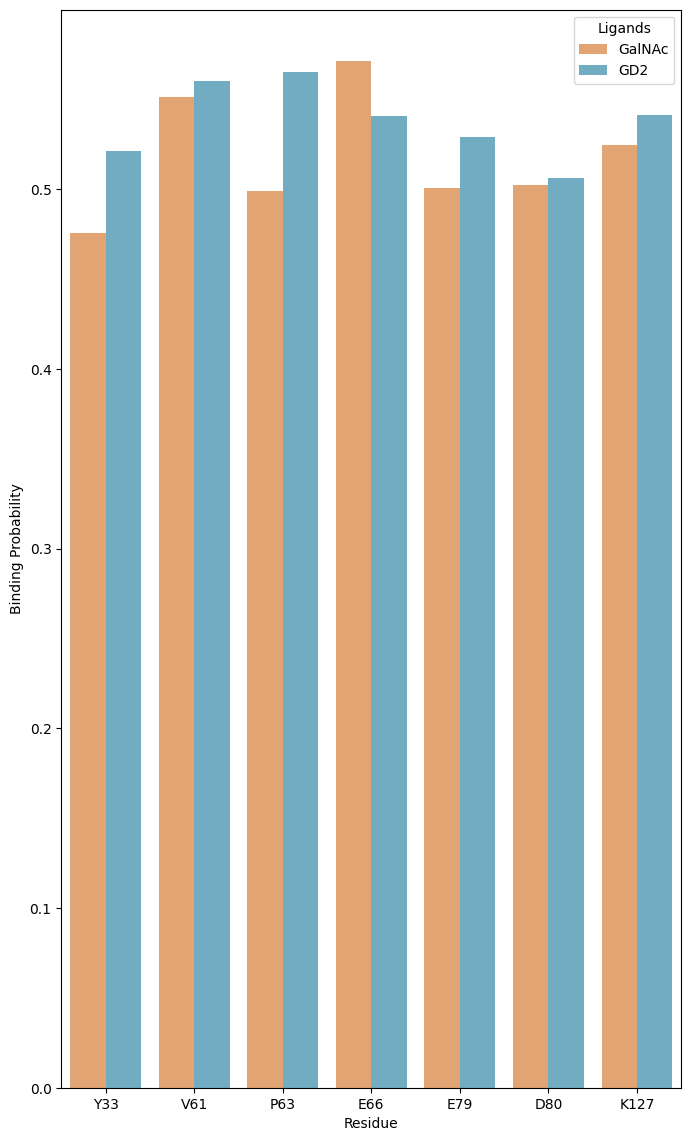 Ligands
GalNAc
GD2
0.5
0.4
0.3
0.2
0.1
0.0
Binding Probability
Y33 V61 P63 E66 E79 D80 K127
Residue